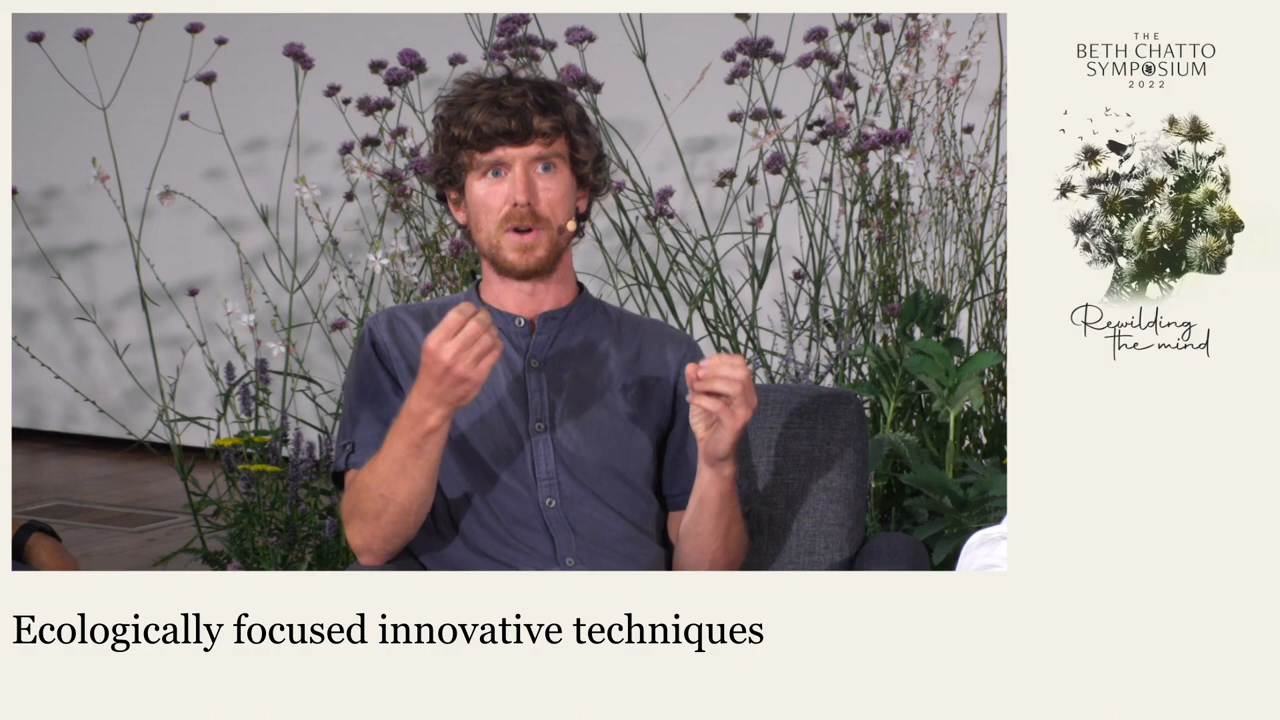 THE
BETH CHATTO
SYMPOSIUM
2022
Rewilding
the mind
Ecologically focused innovative techniques